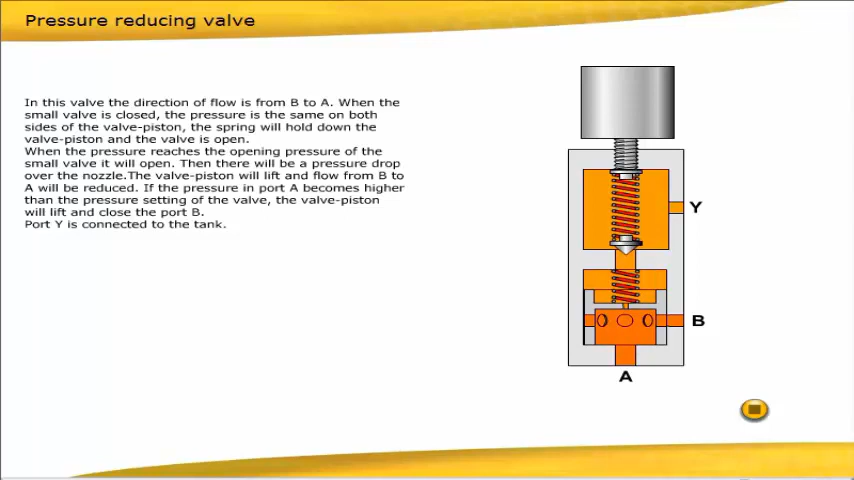 Pressure reducing valve
In this valve the direction of flow is from B to A. When the
small valve is closed, the pressure is the same on both
sides of the valve-piston, the spring will hold down the
valve-piston and the valve is open.
When the pressure reaches the opening pressure of the
small valve it will open. Then there will be a pressure drop
over the nozzle.The valve-piston will lift and flow from B to
A will be reduced. If the pressure in port A becomes higher
than the pressure setting of the valve, the valve-piston
will lift and close the port B.
Port Y is connected to the tank.
Y
B
A